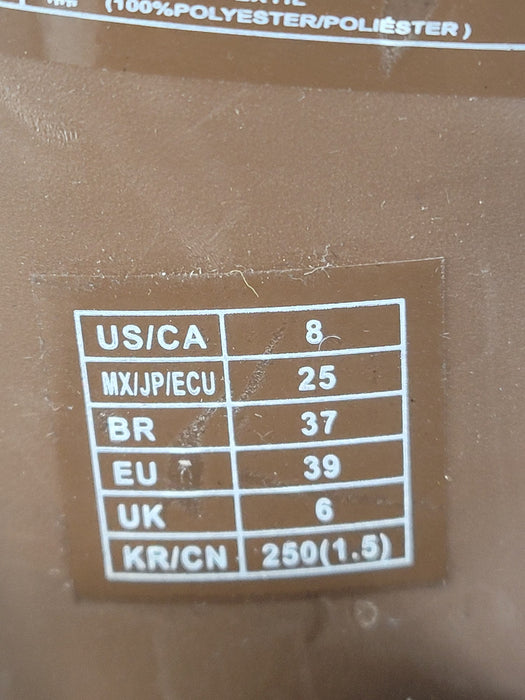 (100%POLYESTER/POLIÉSTER )
US/CA 8
MX/JP/ECU 25
BR 37
EU 39
UK 6
KR/CN 250(1.5)